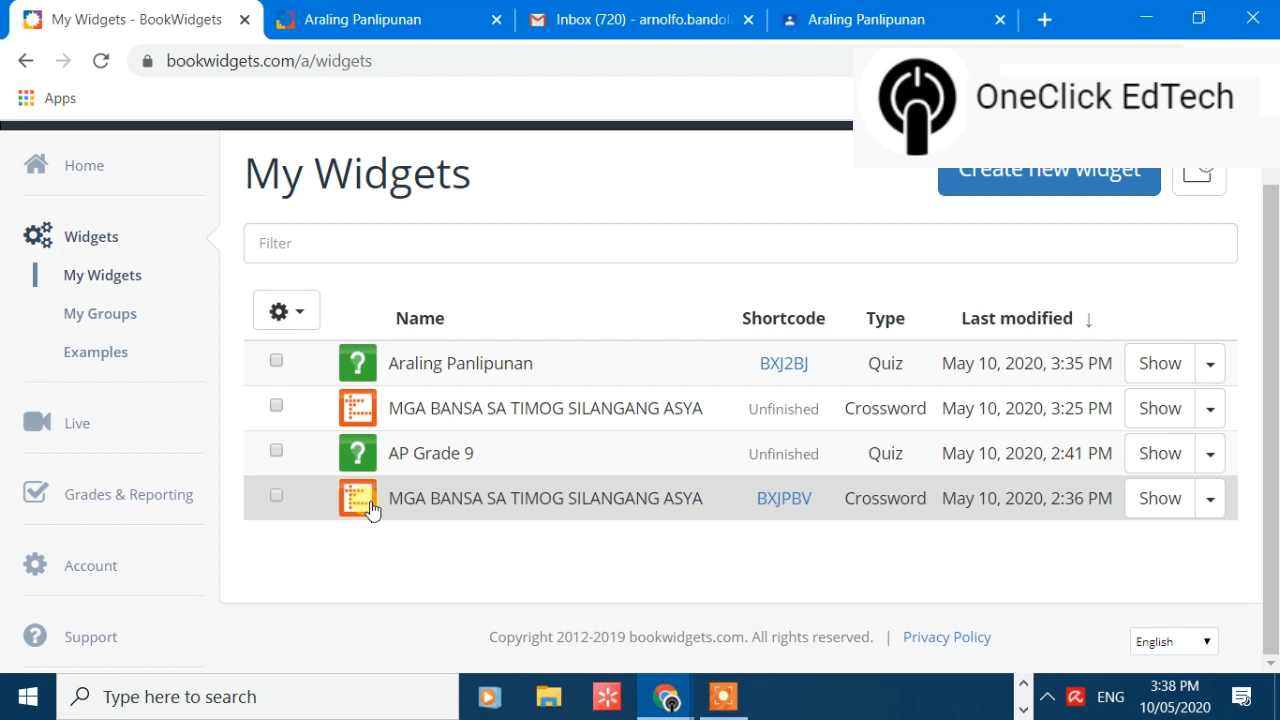 My Widgets - BookWidgets
Araling Panlipunan
Inbox (720) - arnolfo.bandol
Araling Panlipunan
bookwidgets.com/a/widgets
Apps
OneClick EdTech
Home
Widgets
My Widgets
My Groups
Examples
Live
Grades & Reporting
Account
Support
My Widgets
Create new widget
Filter
Name Shortcode Type Last modified ↓
Araling Panlipunan BXJ2BJ Quiz May 10, 2020, 3:35 PM Show
MGA BANSA SA TIMOG SILANGANG ASYA Unfinished Crossword May 10, 2020, 3:25 PM Show
AP Grade 9 Unfinished Quiz May 10, 2020, 2:41 PM Show
MGA BANSA SA TIMOG SILANGANG ASYA BXJPBV Crossword May 10, 2020, 2:36 PM Show
Copyright 2012-2019 bookwidgets.com. All rights reserved. | Privacy Policy
English
Type here to search
ENG
3:38 PM
10/05/2020